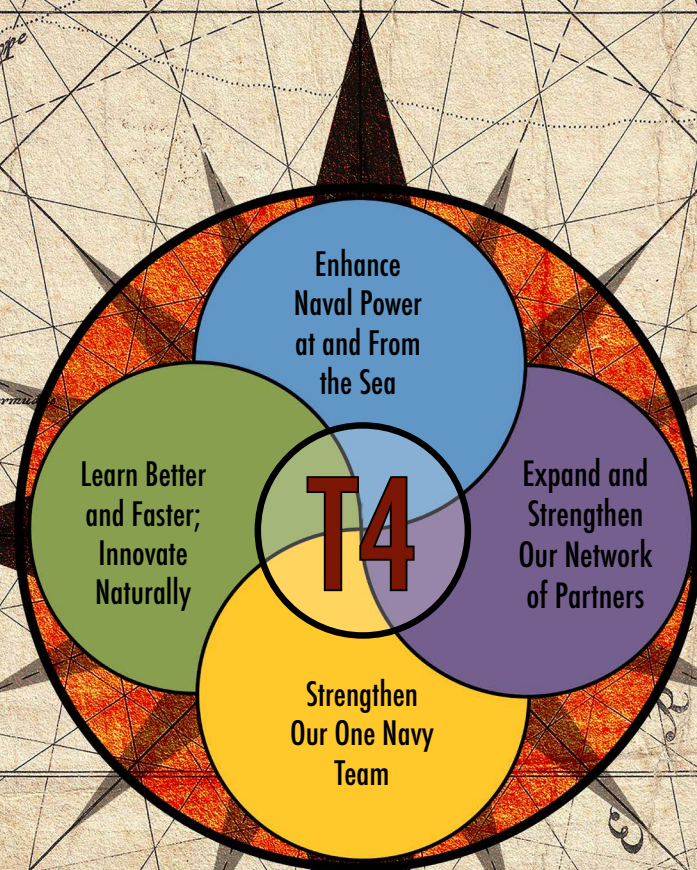 Enhance
Naval Power
at and From
the Sea
Learn Better
and Faster;
Innovate
Naturally
T4
Expand and
Strengthen
Our Network
of Partners
Strengthen
Our One Navy
Team